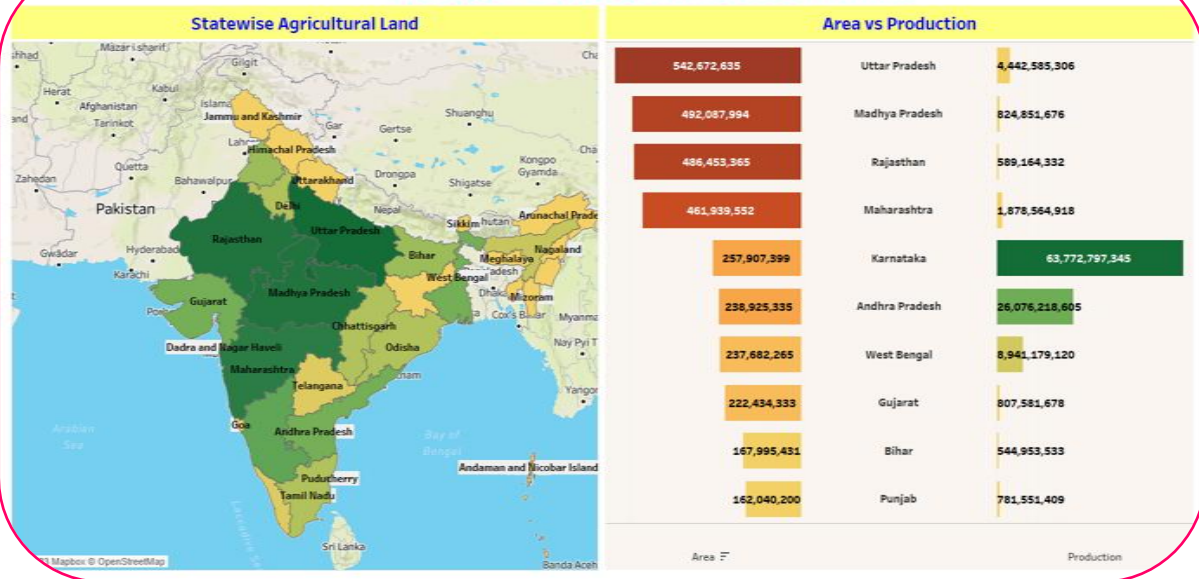 Statewise Agricultural Land
Mazar-i sharif
Gilgit
Herat
Kabul
Afghanistan
Tarinkot
Jammu and Kashmir
Gar
Gertse
Shuanghu
Himachal Pradesh
Quetta
Zahedan
Bahawalpur
Uttarakhand
Drongpa
Shigatse
Kongpo
Gyamda
Pakistan
Delhi
Nepal
Sikkim
Rajasthan
Uttar Pradesh
Gwādar
Hyderabad
Bihar
Meghalaya
Nagaland
Karachi
West Bengal
Gujarat
Madhya Pradesh
Mizoram
Chhattisgarh
Dadra and Nagar Haveli
Odisha
Maharashtra
Telangana
Goa
Andhra Pradesh
Arabian
Sea
Bay of
Bengal
Andaman and Nicobar Island
Puducherry
Tamil Nadu
Sri Lanka
Mapbox © OpenStreetMap
Banda Aceh
Area vs Production
542,672,635 Uttar Pradesh 4,442,585,306
492,087,994 Madhya Pradesh 824,851,676
486,453,365 Rajasthan 589,164,332
461,939,552 Maharashtra 1,878,564,918
257,907,399 Karnataka 63,772,797,345
238,925,335 Andhra Pradesh 26,076,218,605
237,682,265 West Bengal 8,941,179,120
222,434,333 Gujarat 807,581,678
167,995,431 Bihar 544,953,533
162,040,200 Punjab 781,551,409
Area Production